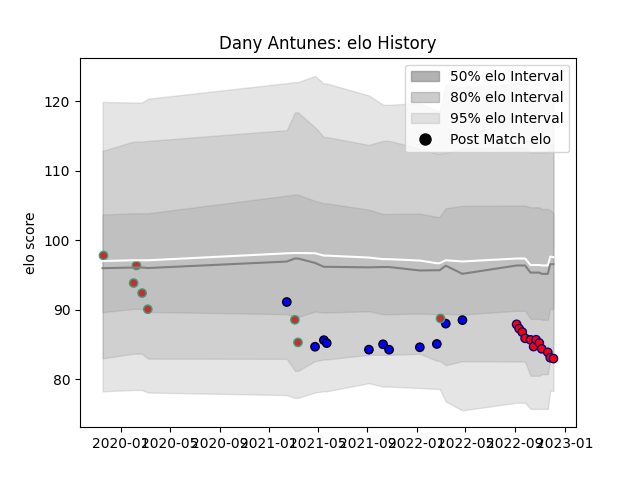 Dany Antunes: elo History
50% elo Interval
80% elo Interval
95% elo Interval
Post Match elo
elo score
120
110
100
90
80
2020-01 2020-05 2020-09 2021-01 2021-05 2021-09 2022-01 2022-05 2022-09 2023-01